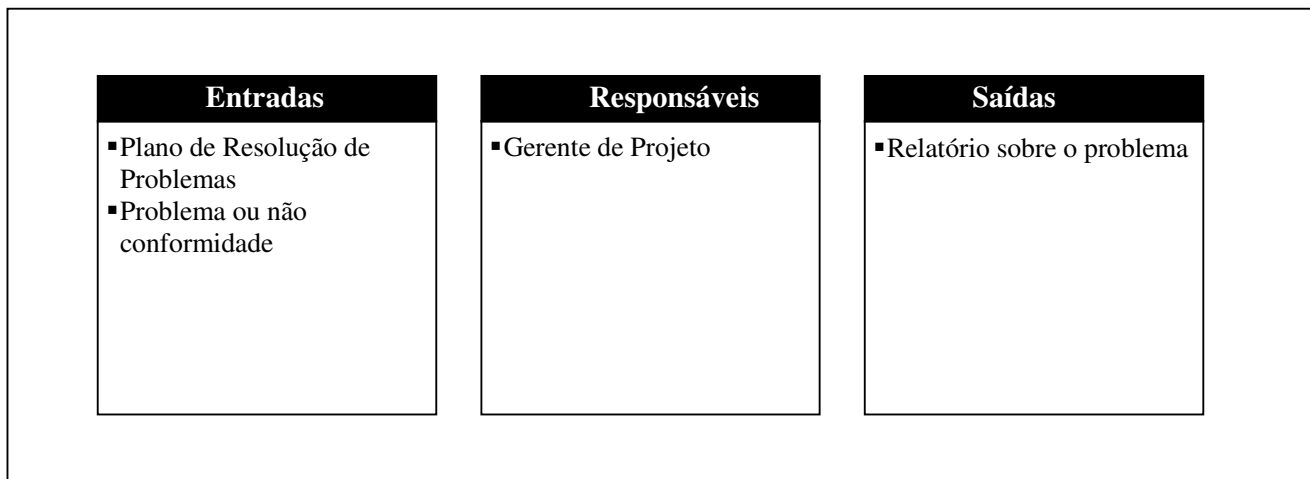 Entradas
▪Plano de Resolução de
Problemas
▪Problema ou não
conformidade
Responsáveis
▪Gerente de Projeto
Saídas
▪Relatório sobre o problema